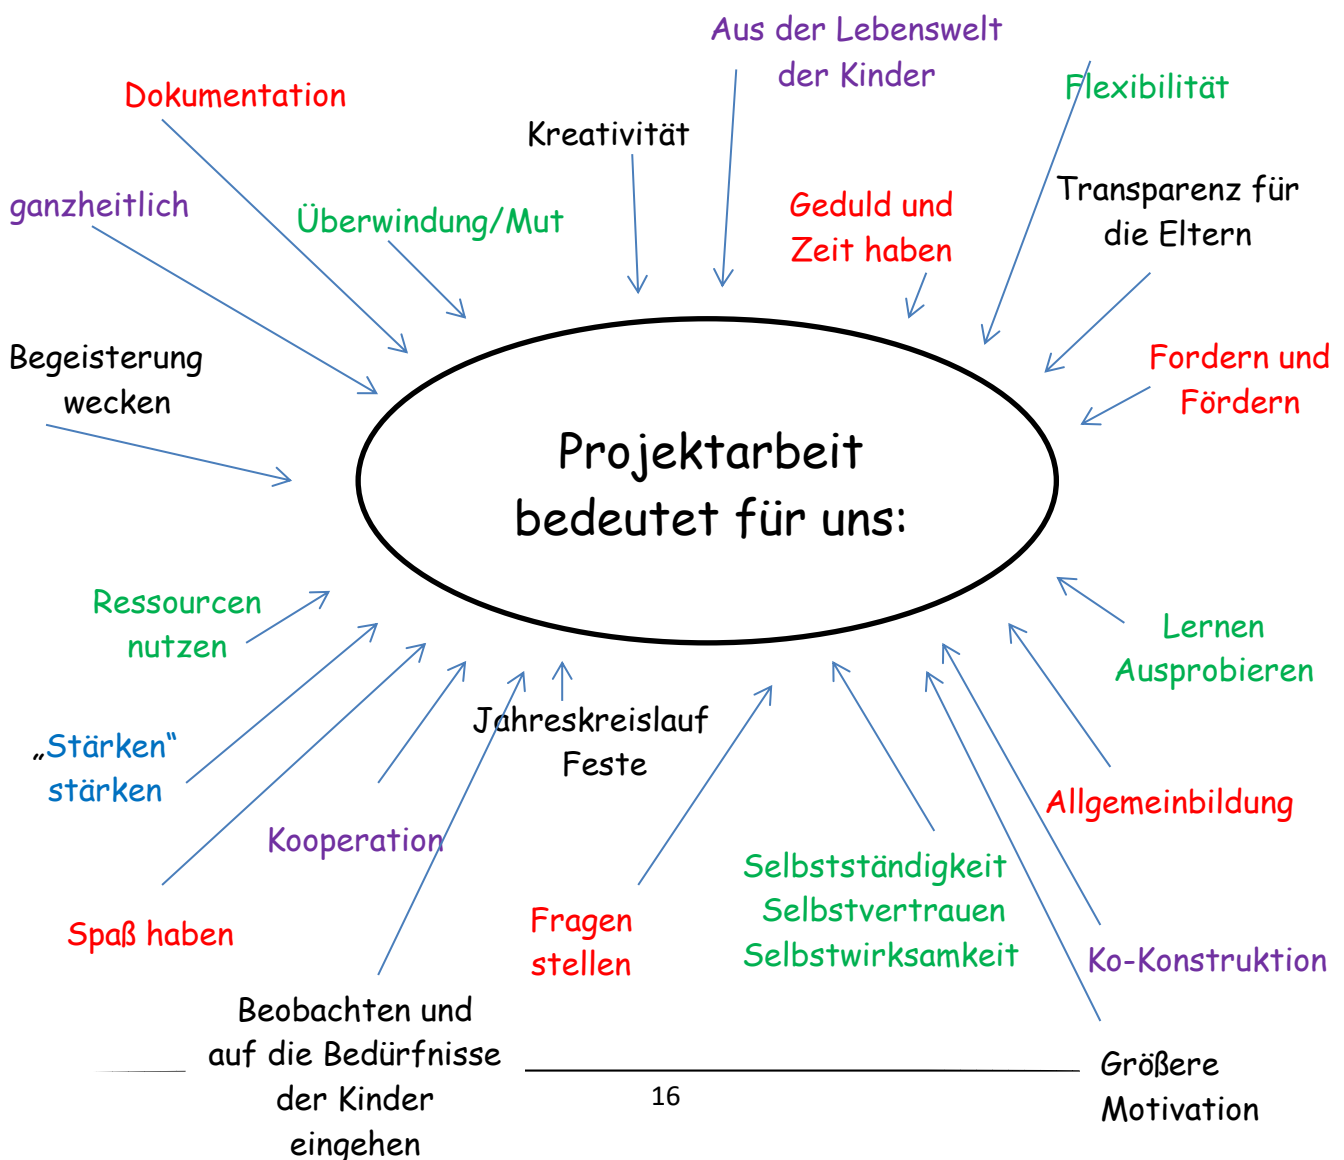 Aus der Lebenswelt
der Kinder
Dokumentation
Flexibilität
Kreativität
ganzheitlich
Überwindung/Mut
Geduld und
Zeit haben
Transparenz für
die Eltern
Begeisterung
wecken
Fordern und
Fördern
Projektarbeit
bedeutet für uns:
Ressourcen
nutzen
Lernen
Ausprobieren
„Stärken“
stärken
Jahreskreislauf
Feste
Allgemeinbildung
Kooperation
Selbstständigkeit
Selbstvertrauen
Selbstwirksamkeit
Spaß haben
Fragen
stellen
Ko-Konstruktion
Beobachten und
auf die Bedürfnisse
der Kinder
eingehen
Größere
Motivation
16